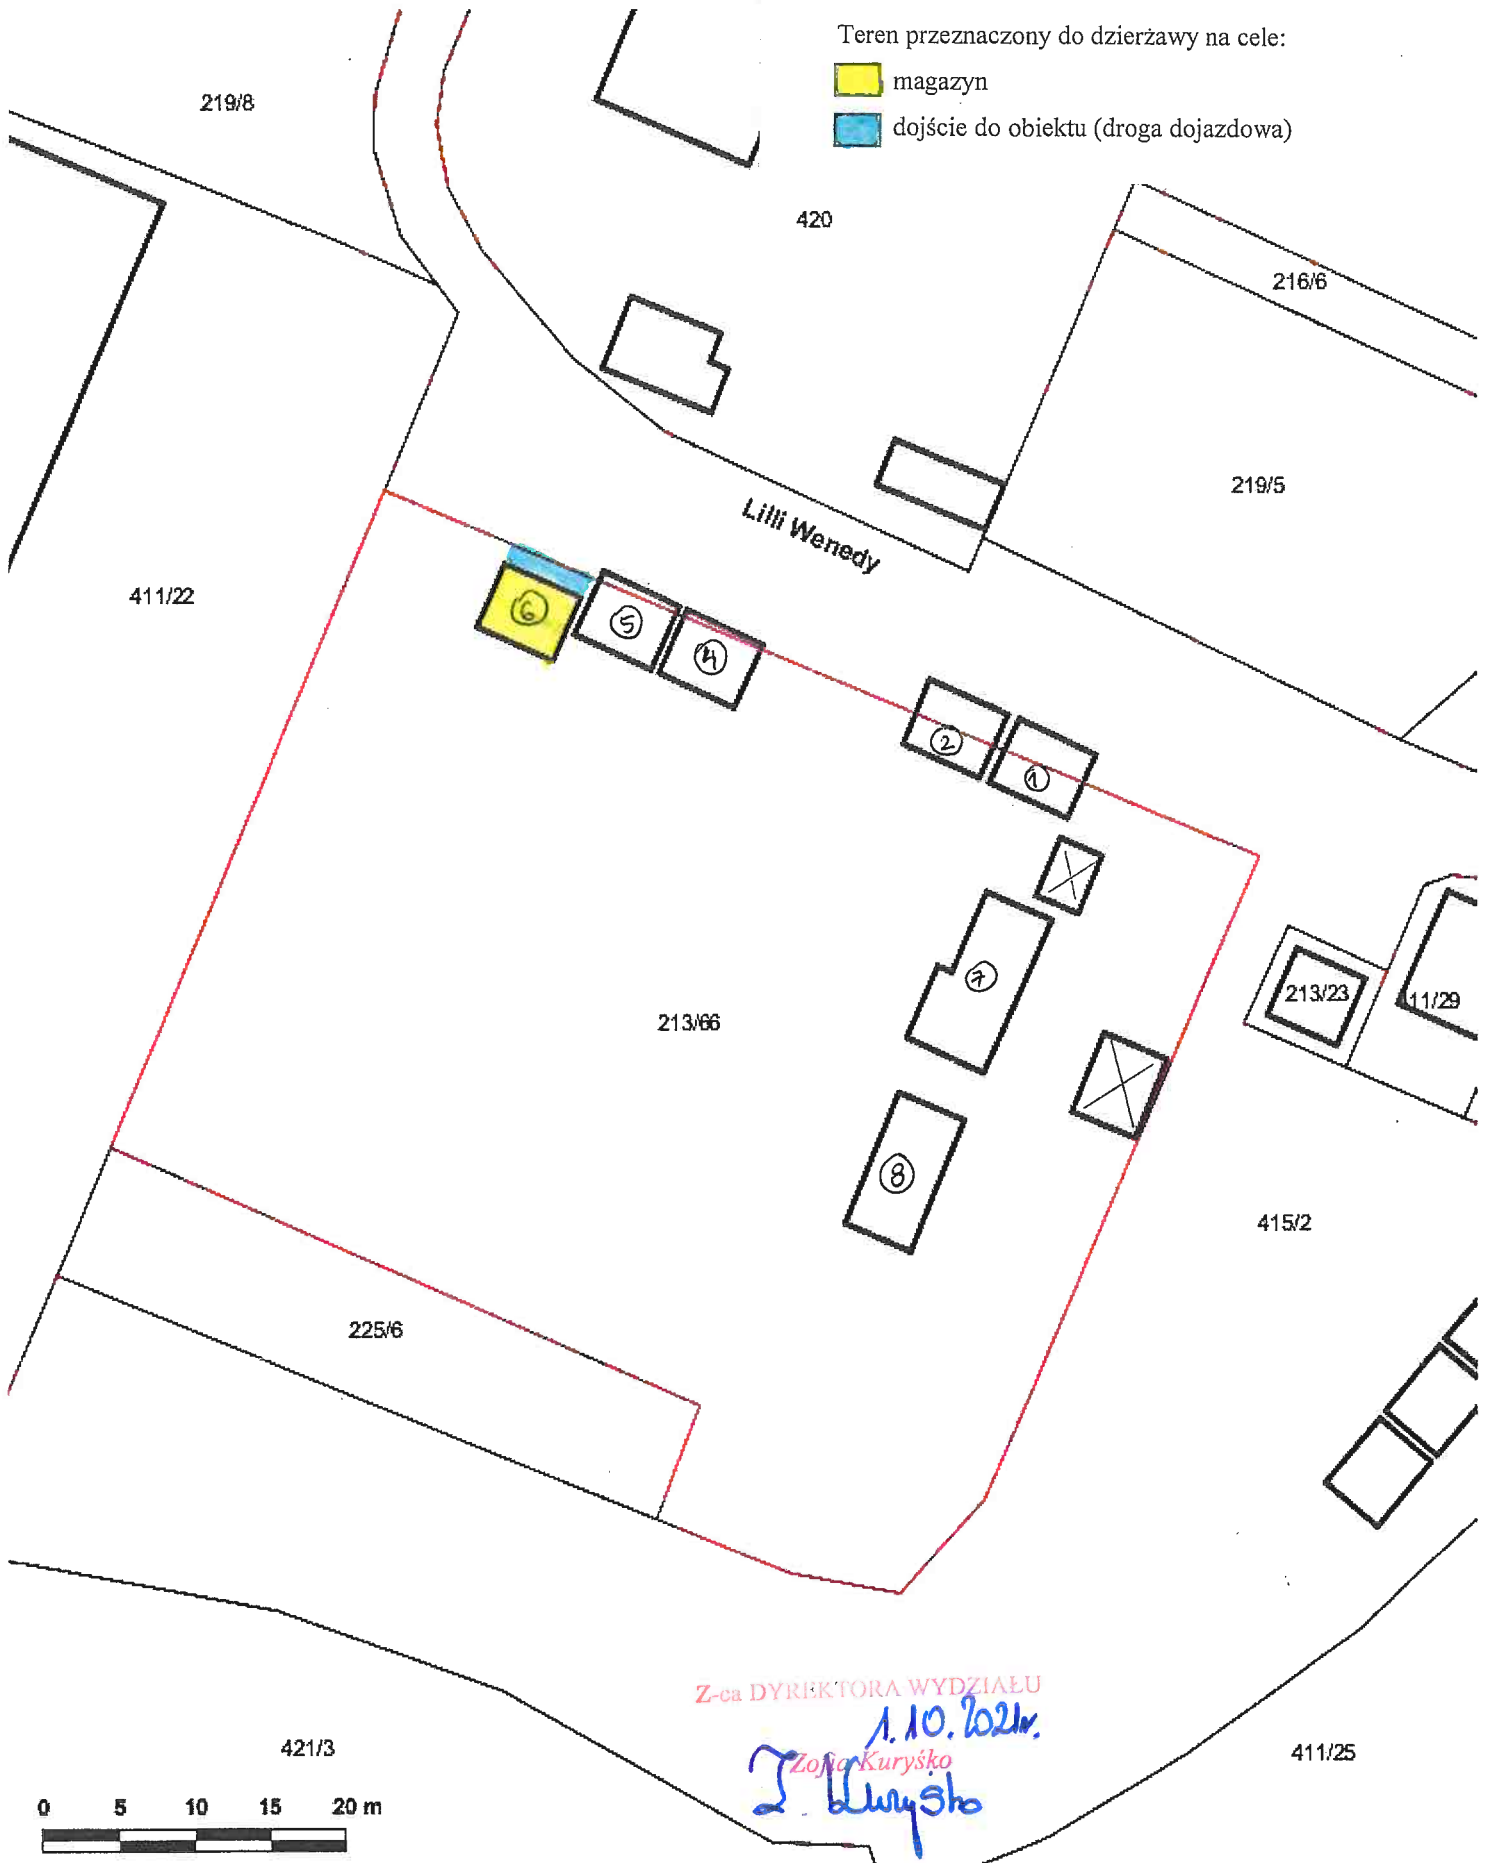 Teren przeznaczony do dzierżawy na cele:
magazyn
dojście do obiektu (droga dojazdowa)
219/8
420
216/6
219/5
Lilli Wenedy
411/22
6
5
4
2
1
7
213/66
213/23
411/29
8
415/2
225/6
Z-ca DYREKTORA WYDZIAŁU
1.10.2021r.
Zofia Kuryśko
Z. Kuryśko
421/3
411/25
0 5 10 15 20 m